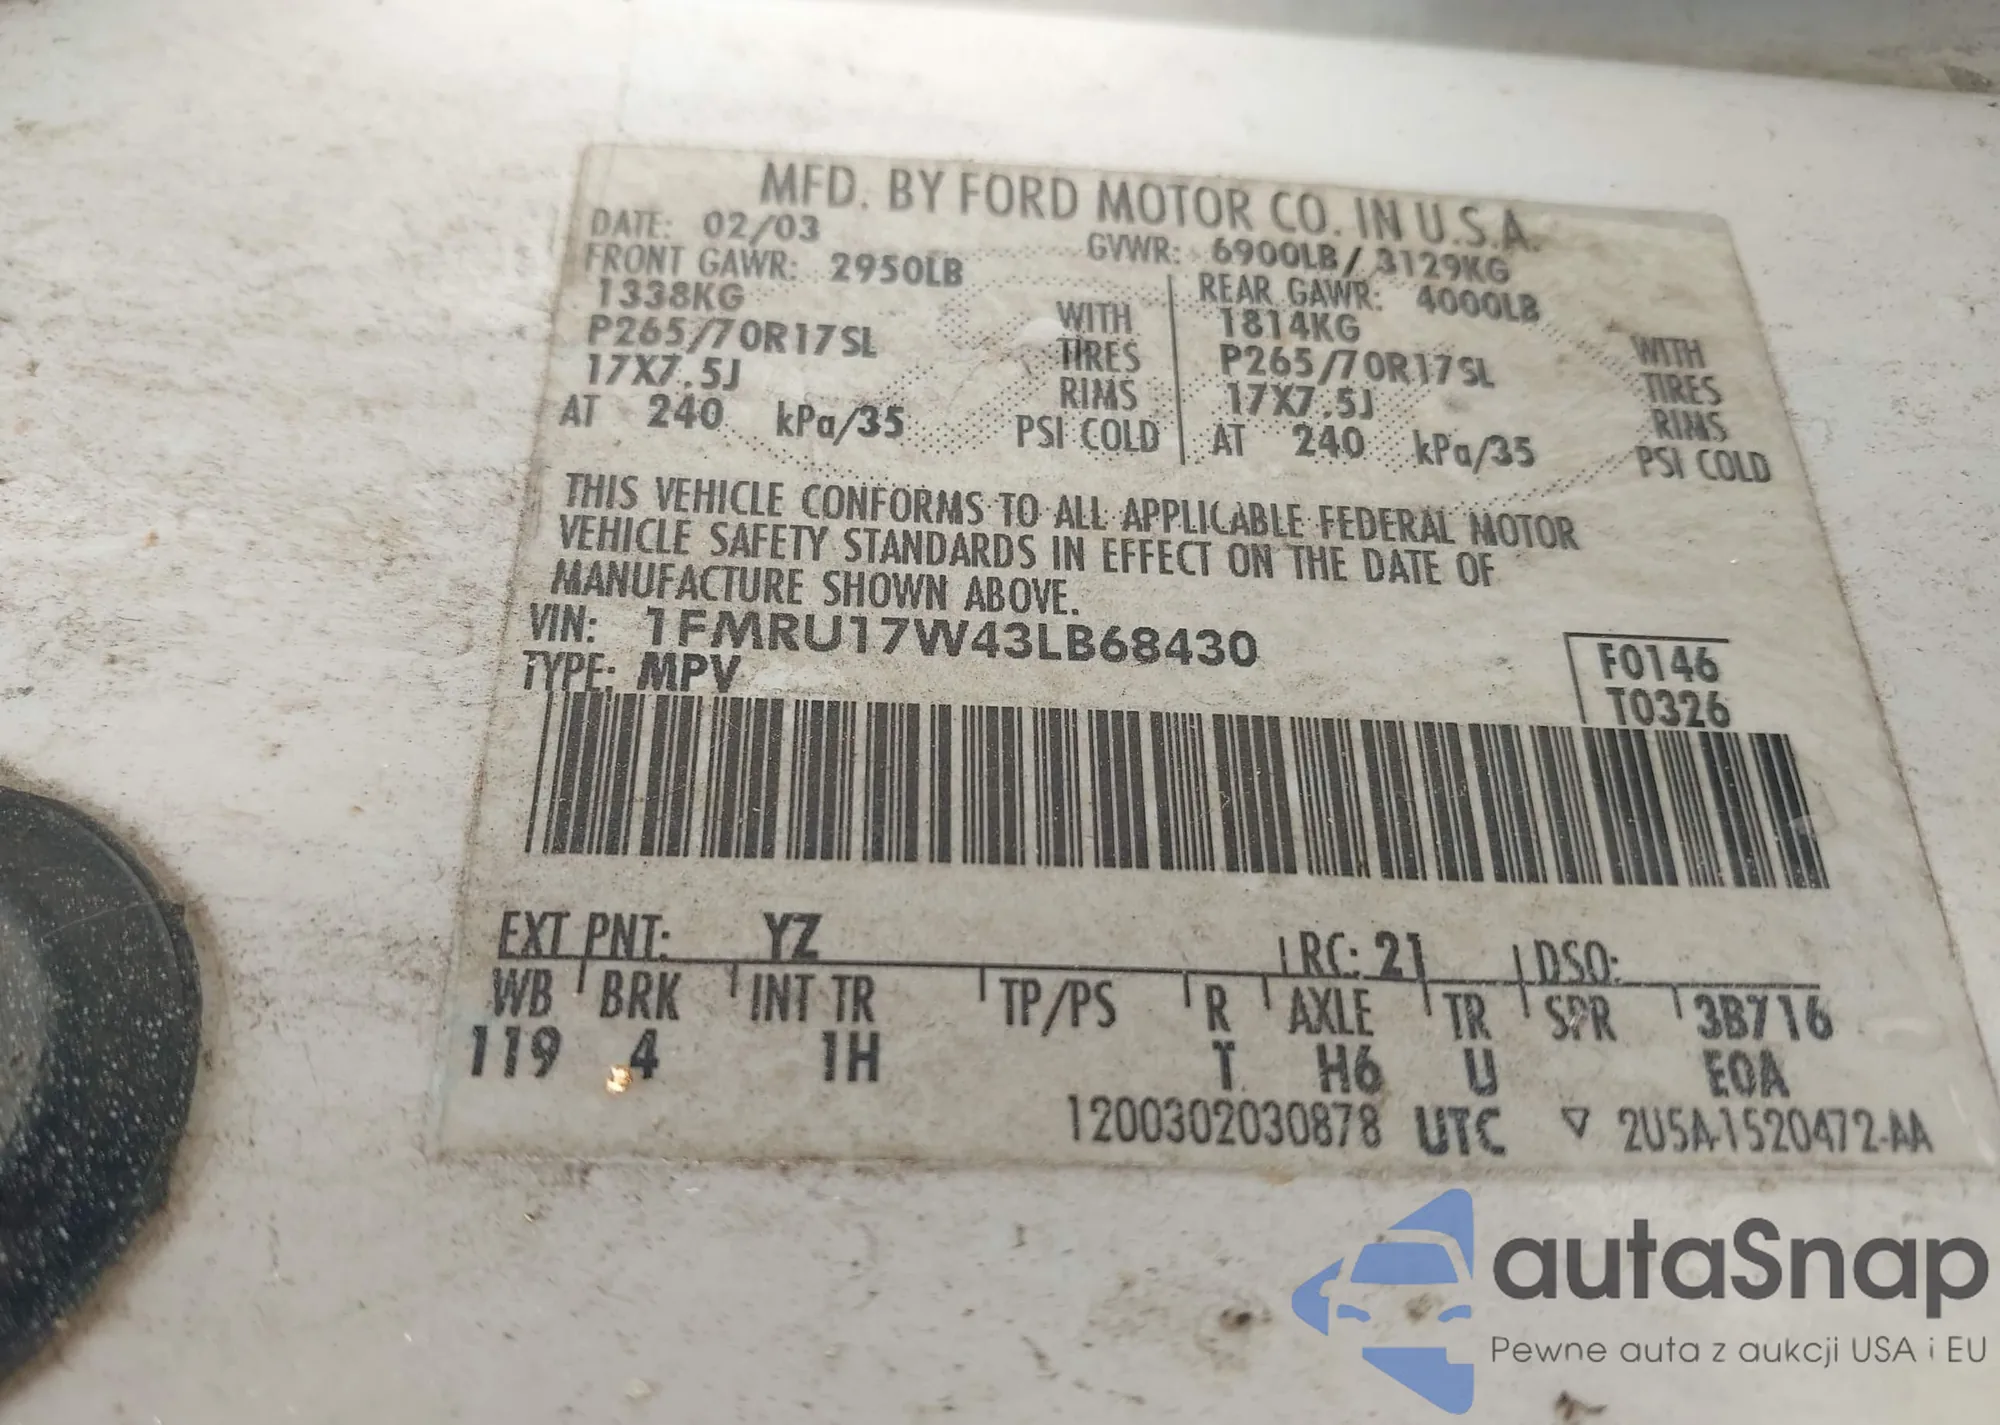 MFD. BY FORD MOTOR CO. IN U.S.A.
DATE: 02/03 GVWR: 6900LB / 3129KG
FRONT GAWR: 2950LB REAR GAWR: 4000LB
1338KG WITH 1814KG WITH
P265/70R17SL TIRES P265/70R17SL TIRES
17X7.5J RIMS 17X7.5J RIMS
AT 240 kPa/35 PSI COLD AT 240 kPa/35 PSI COLD
THIS VEHICLE CONFORMS TO ALL APPLICABLE FEDERAL MOTOR
VEHICLE SAFETY STANDARDS IN EFFECT ON THE DATE OF
MANUFACTURE SHOWN ABOVE.
VIN: 1FMRU17W43LB68430
TYPE: MPV
F0146
T0326
EXT PNT: YZ RC: 21 DSO:
WB BRK INT TR TP/PS R AXLE TR SPR 3B716
119 4 1H T H6 U EOA
1200302030878 UTC ▽ 2U5A-1520472-AA
autaSnap
Pewne auta z aukcji USA i EU